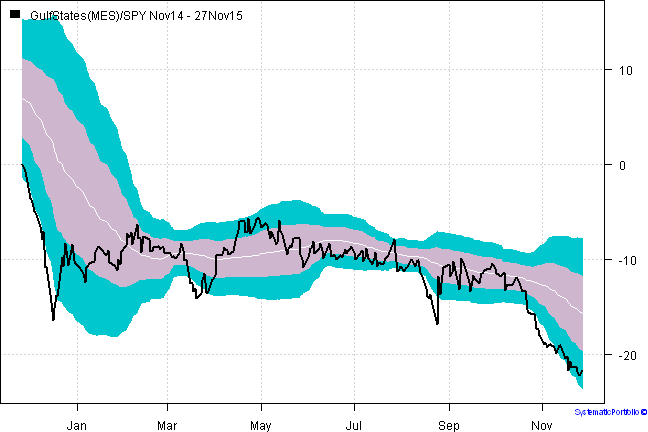 GulfStates(MES)/SPY Nov14 - 27Nov15
10
0
-10
-20
Jan Mar May Jul Sep Nov
SystematicPortfolio ©